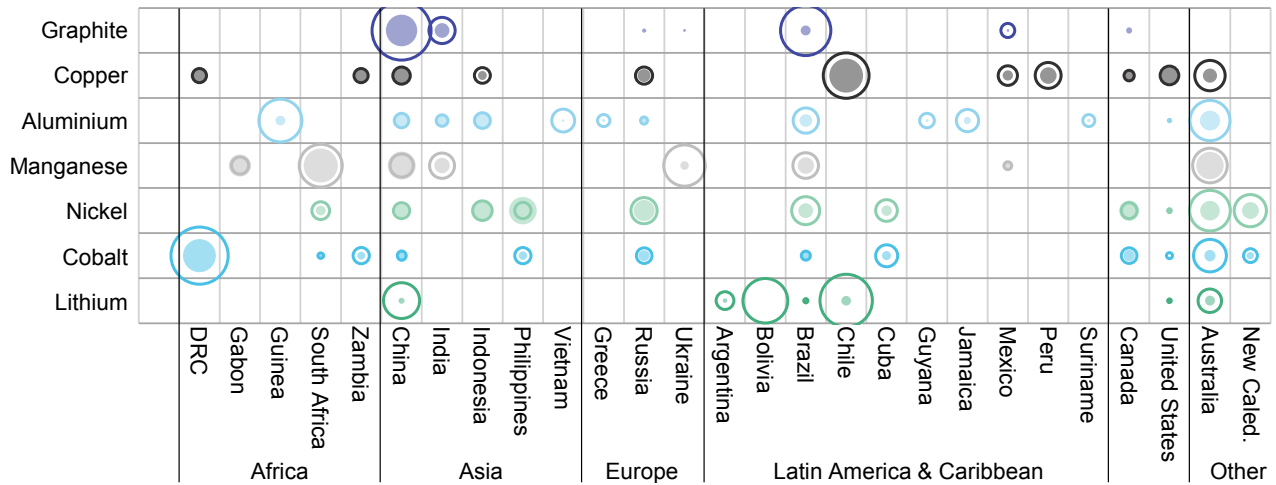 Graphite
Copper
Aluminium
Manganese
Nickel
Cobalt
Lithium
DRC
Gabon
Guinea
South Africa
Zambia
China
India
Indonesia
Philippines
Vietnam
Greece
Russia
Ukraine
Argentina
Bolivia
Brazil
Chile
Cuba
Guyana
Jamaica
Mexico
Peru
Suriname
Canada
United States
Australia
New Caled.
Africa
Asia
Europe
Latin America & Caribbean
Other